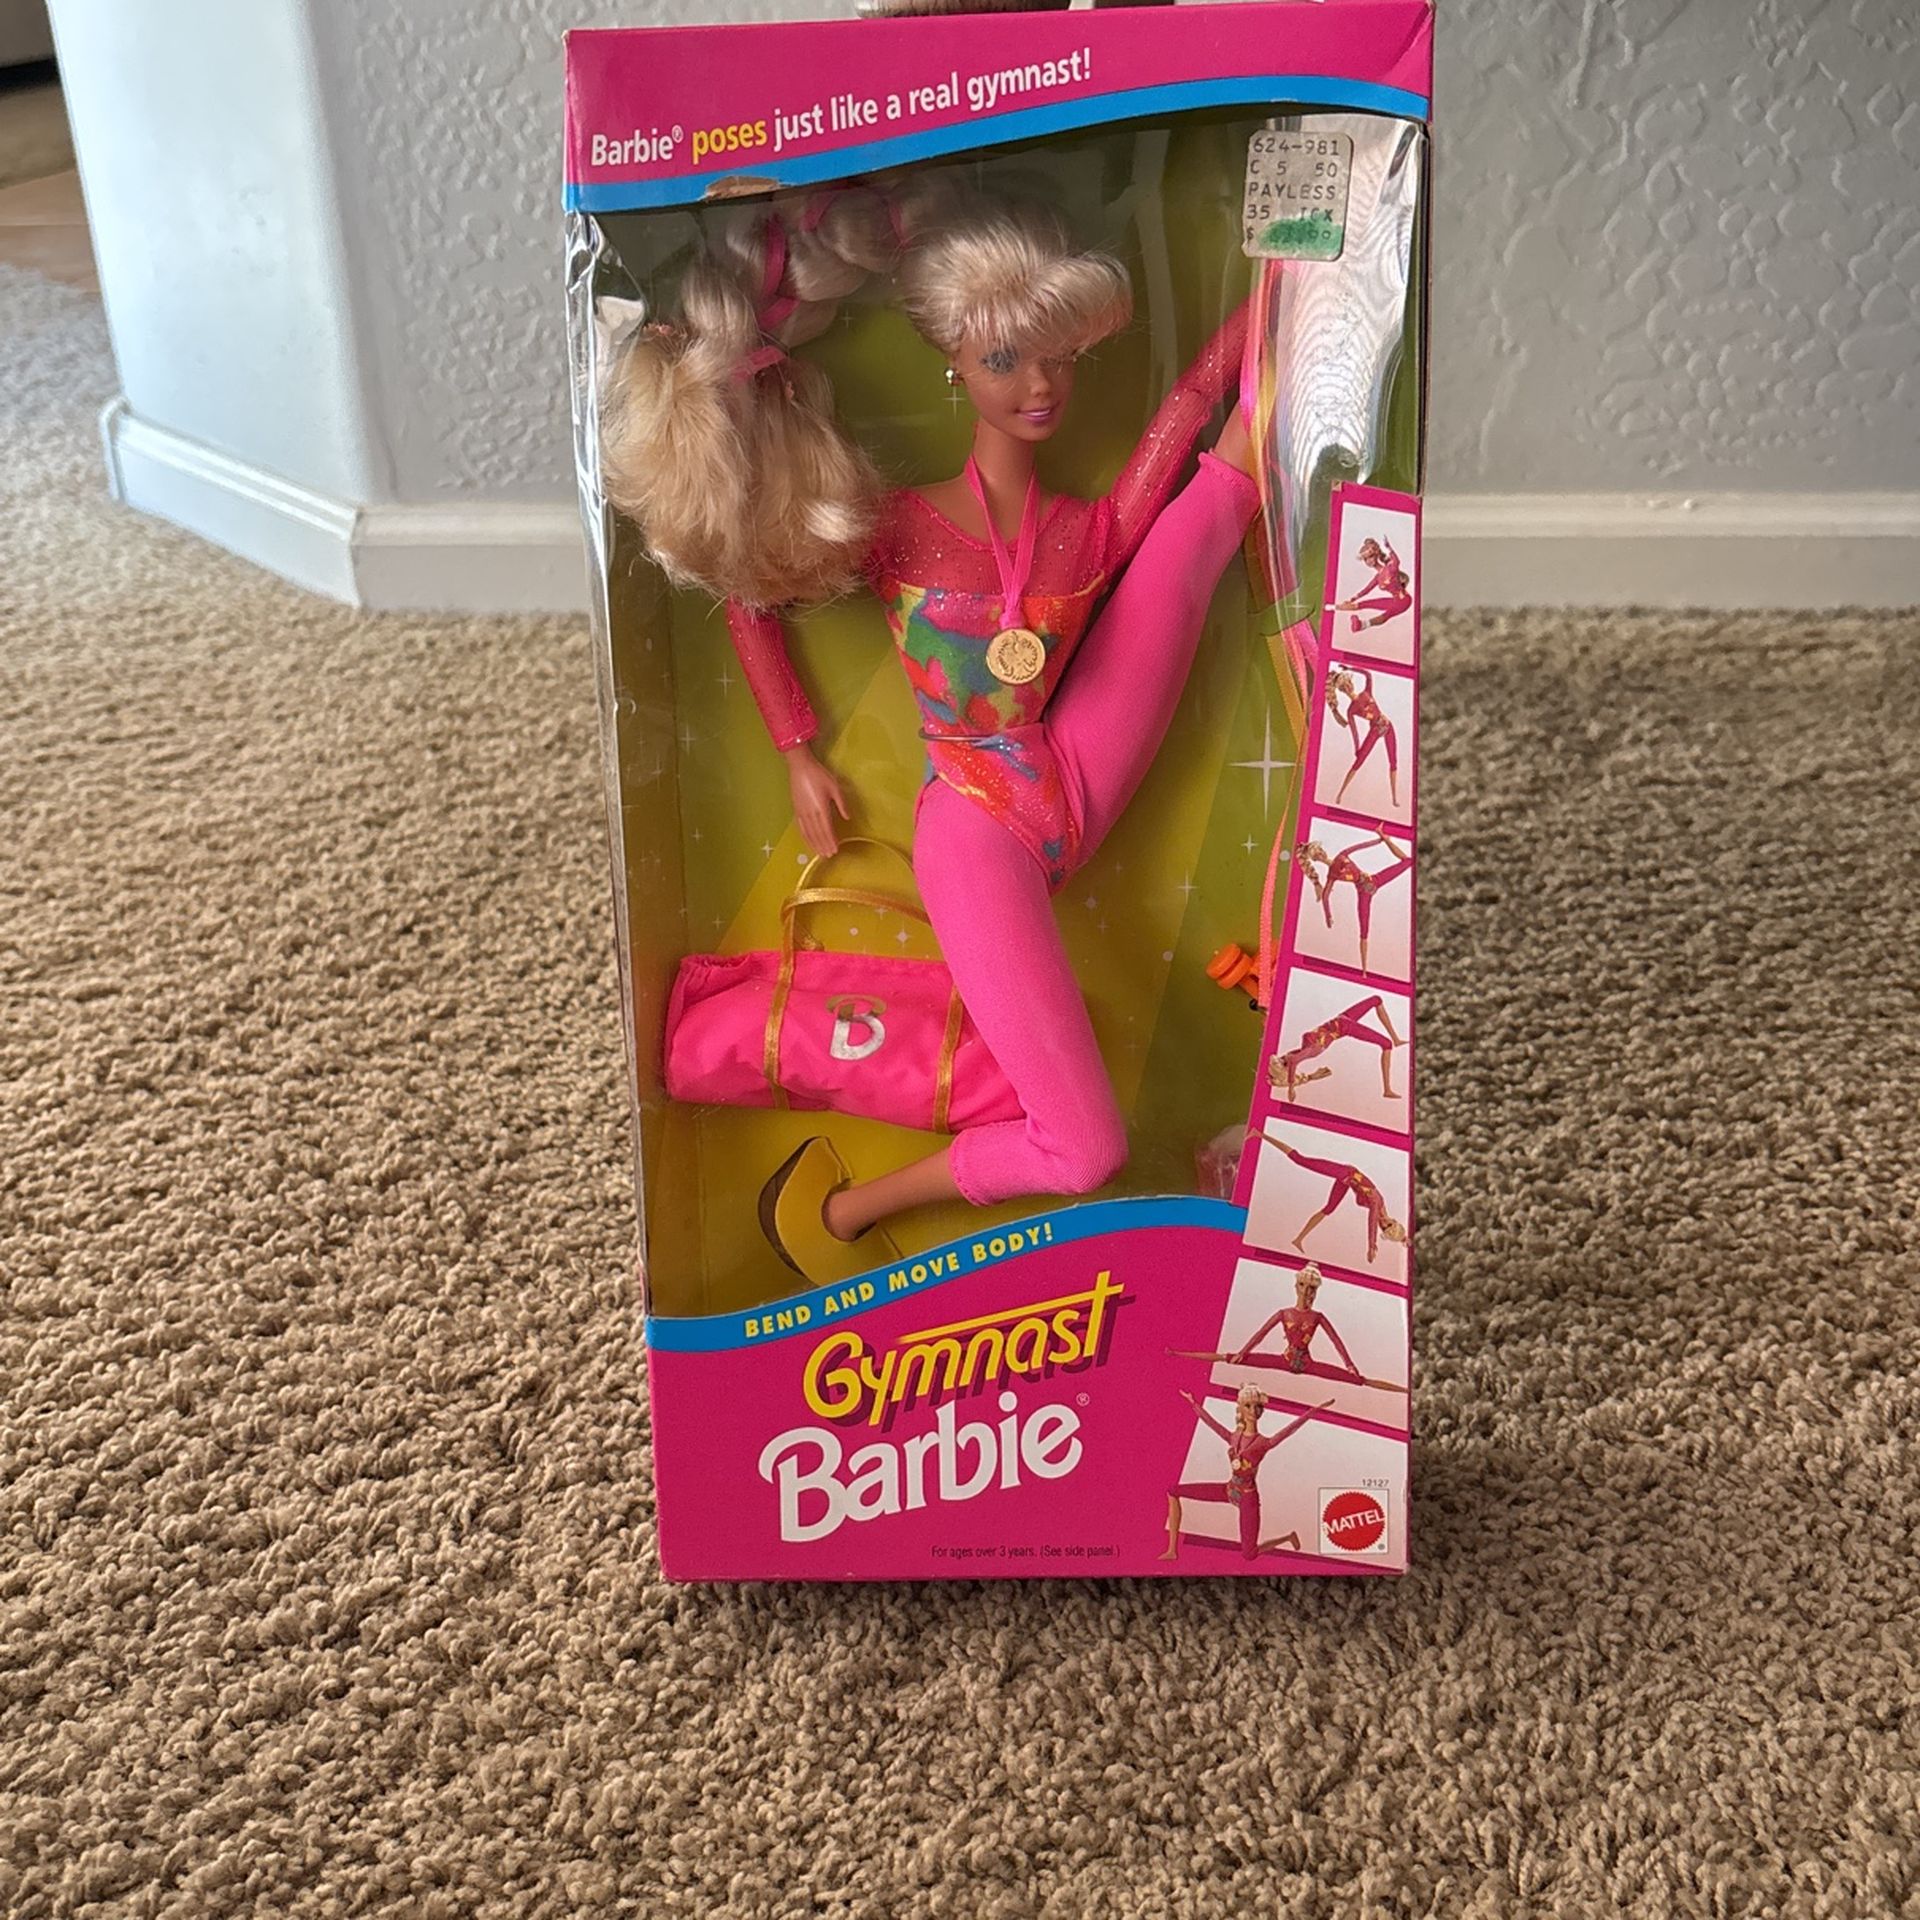 Barbie® poses just like a real gymnast!
624-981
C 5 50
PAYLESS
35
$
B
BEND AND MOVE BODY!
Gymnast
Barbie®
12127
MATTEL®
For ages over 3 years. (See side panel.)